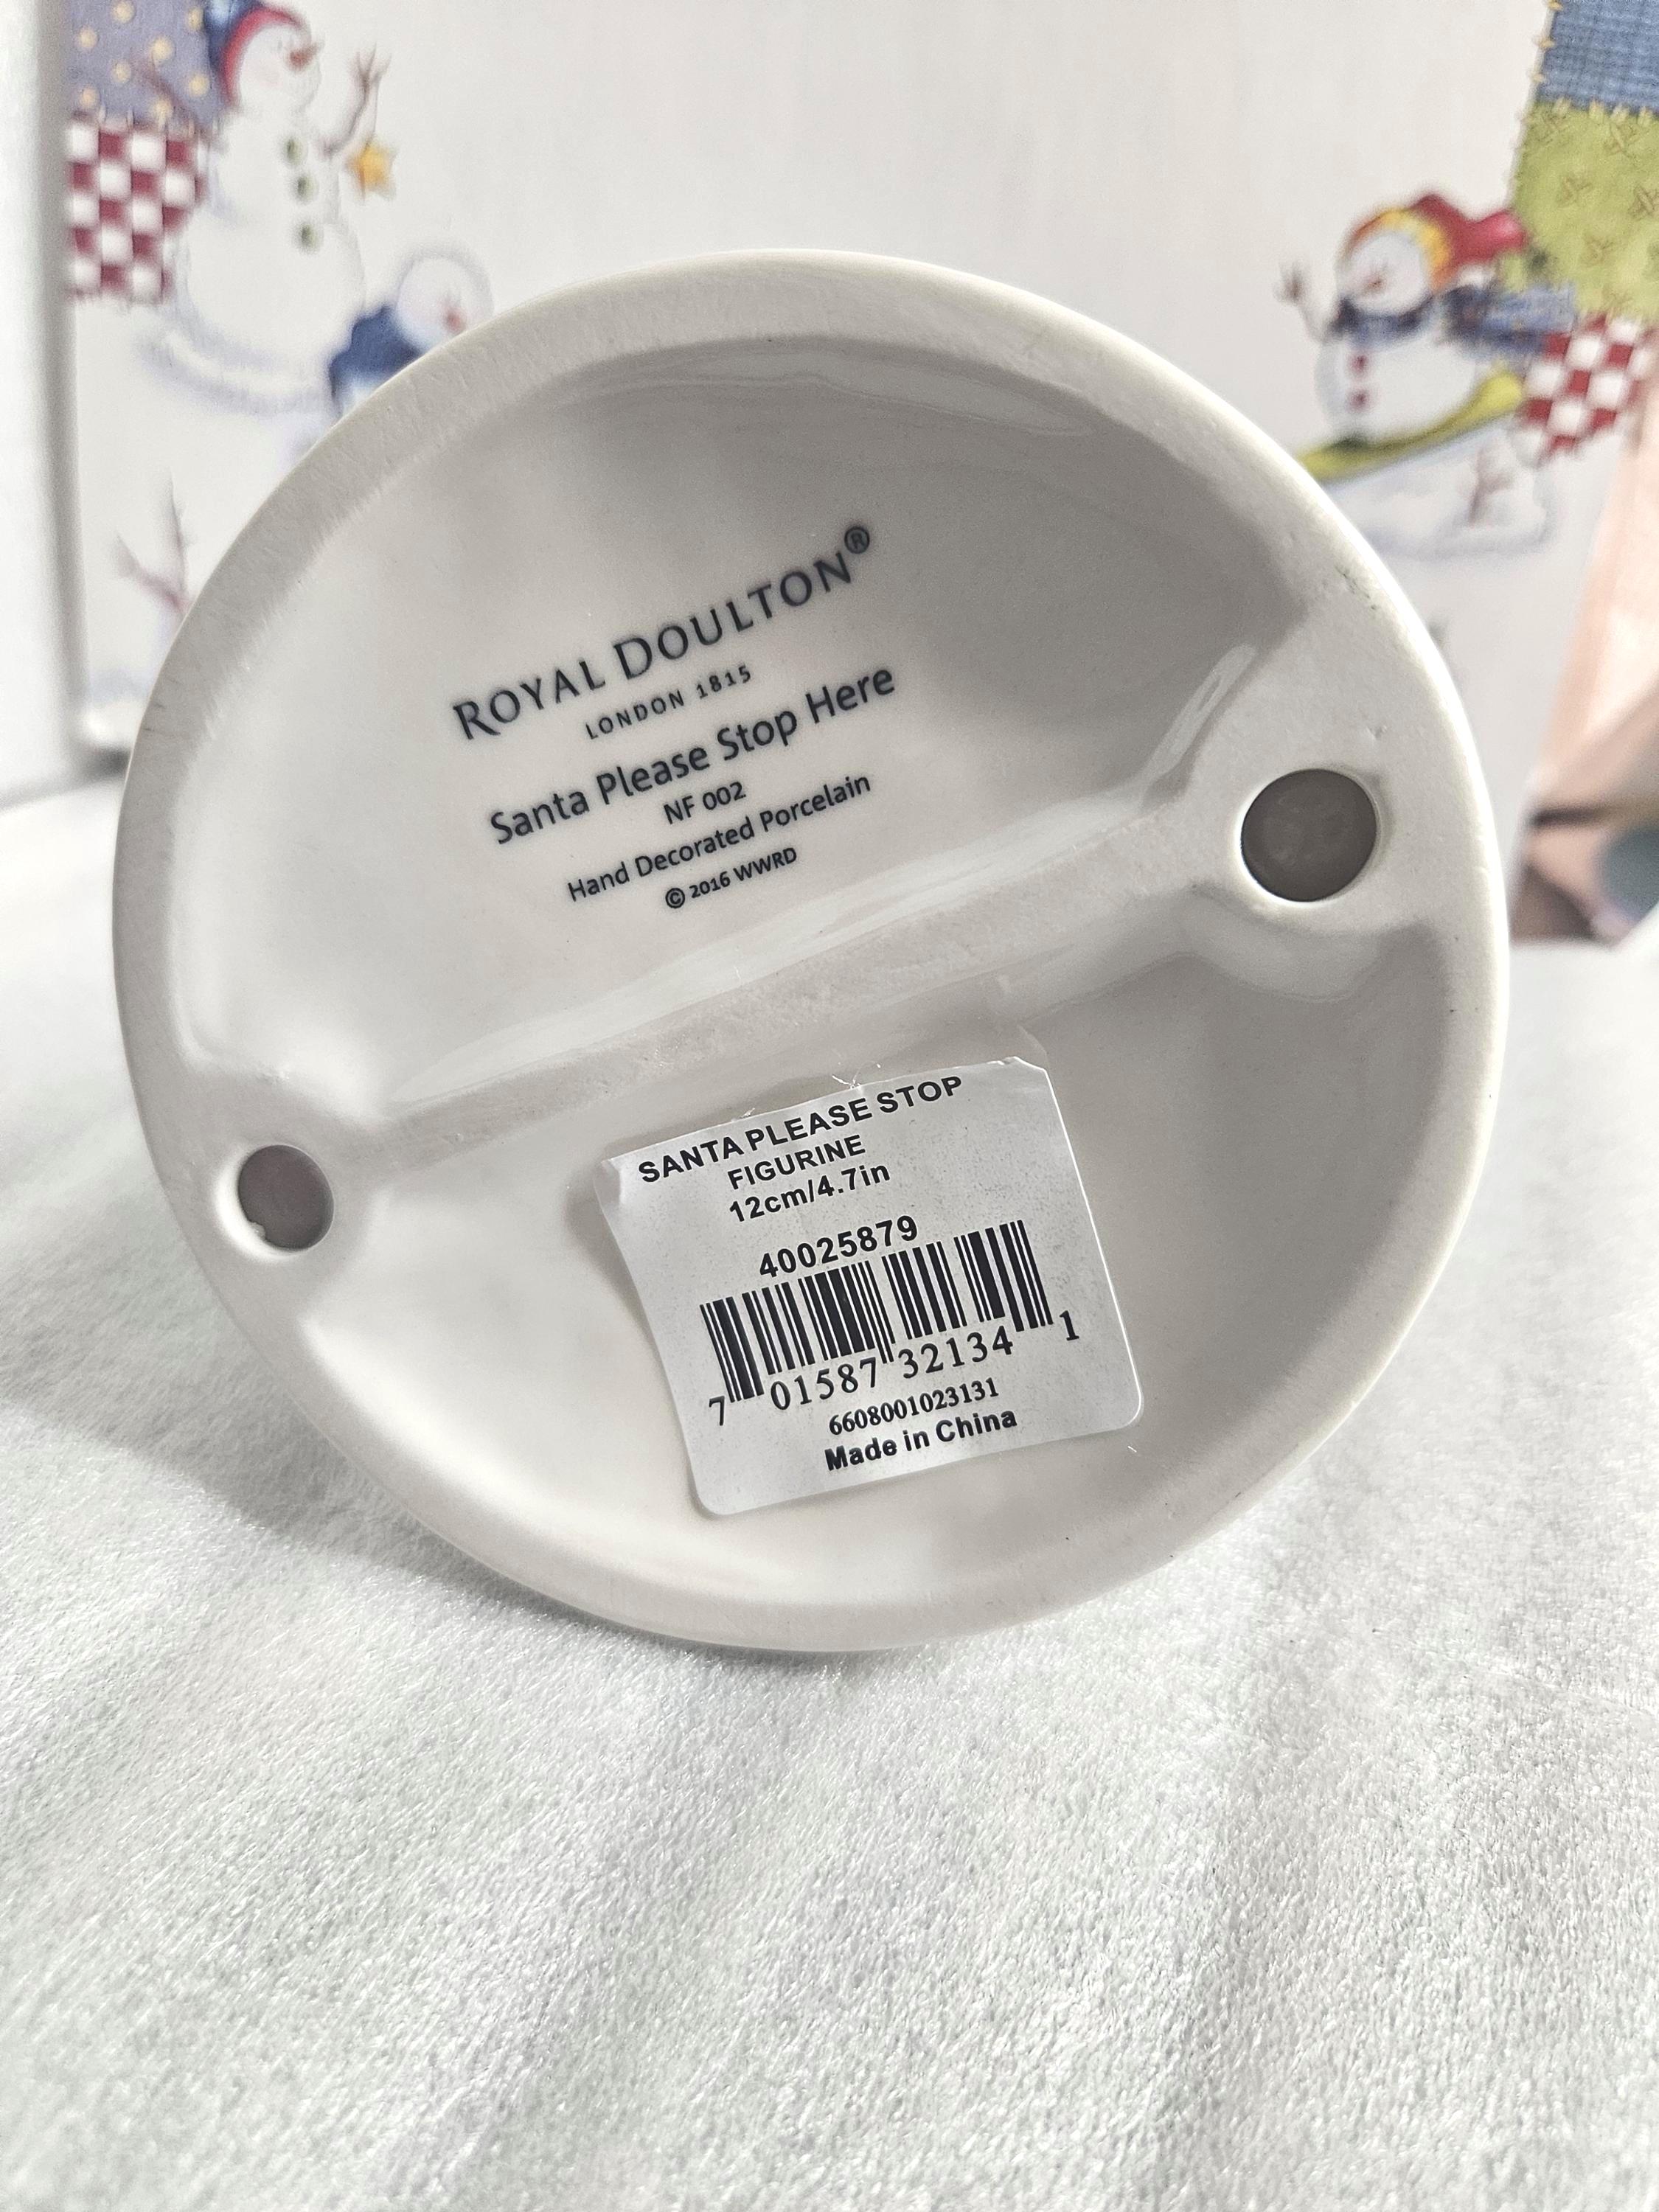 ROYAL DOULTON®
LONDON 1815
Santa Please Stop Here
NF 002
Hand Decorated Porcelain
© 2016 WWRD
SANTA PLEASE STOP
FIGURINE
12cm/4.7in
40025879
7 01587 32134 1
6608001023131
Made in China